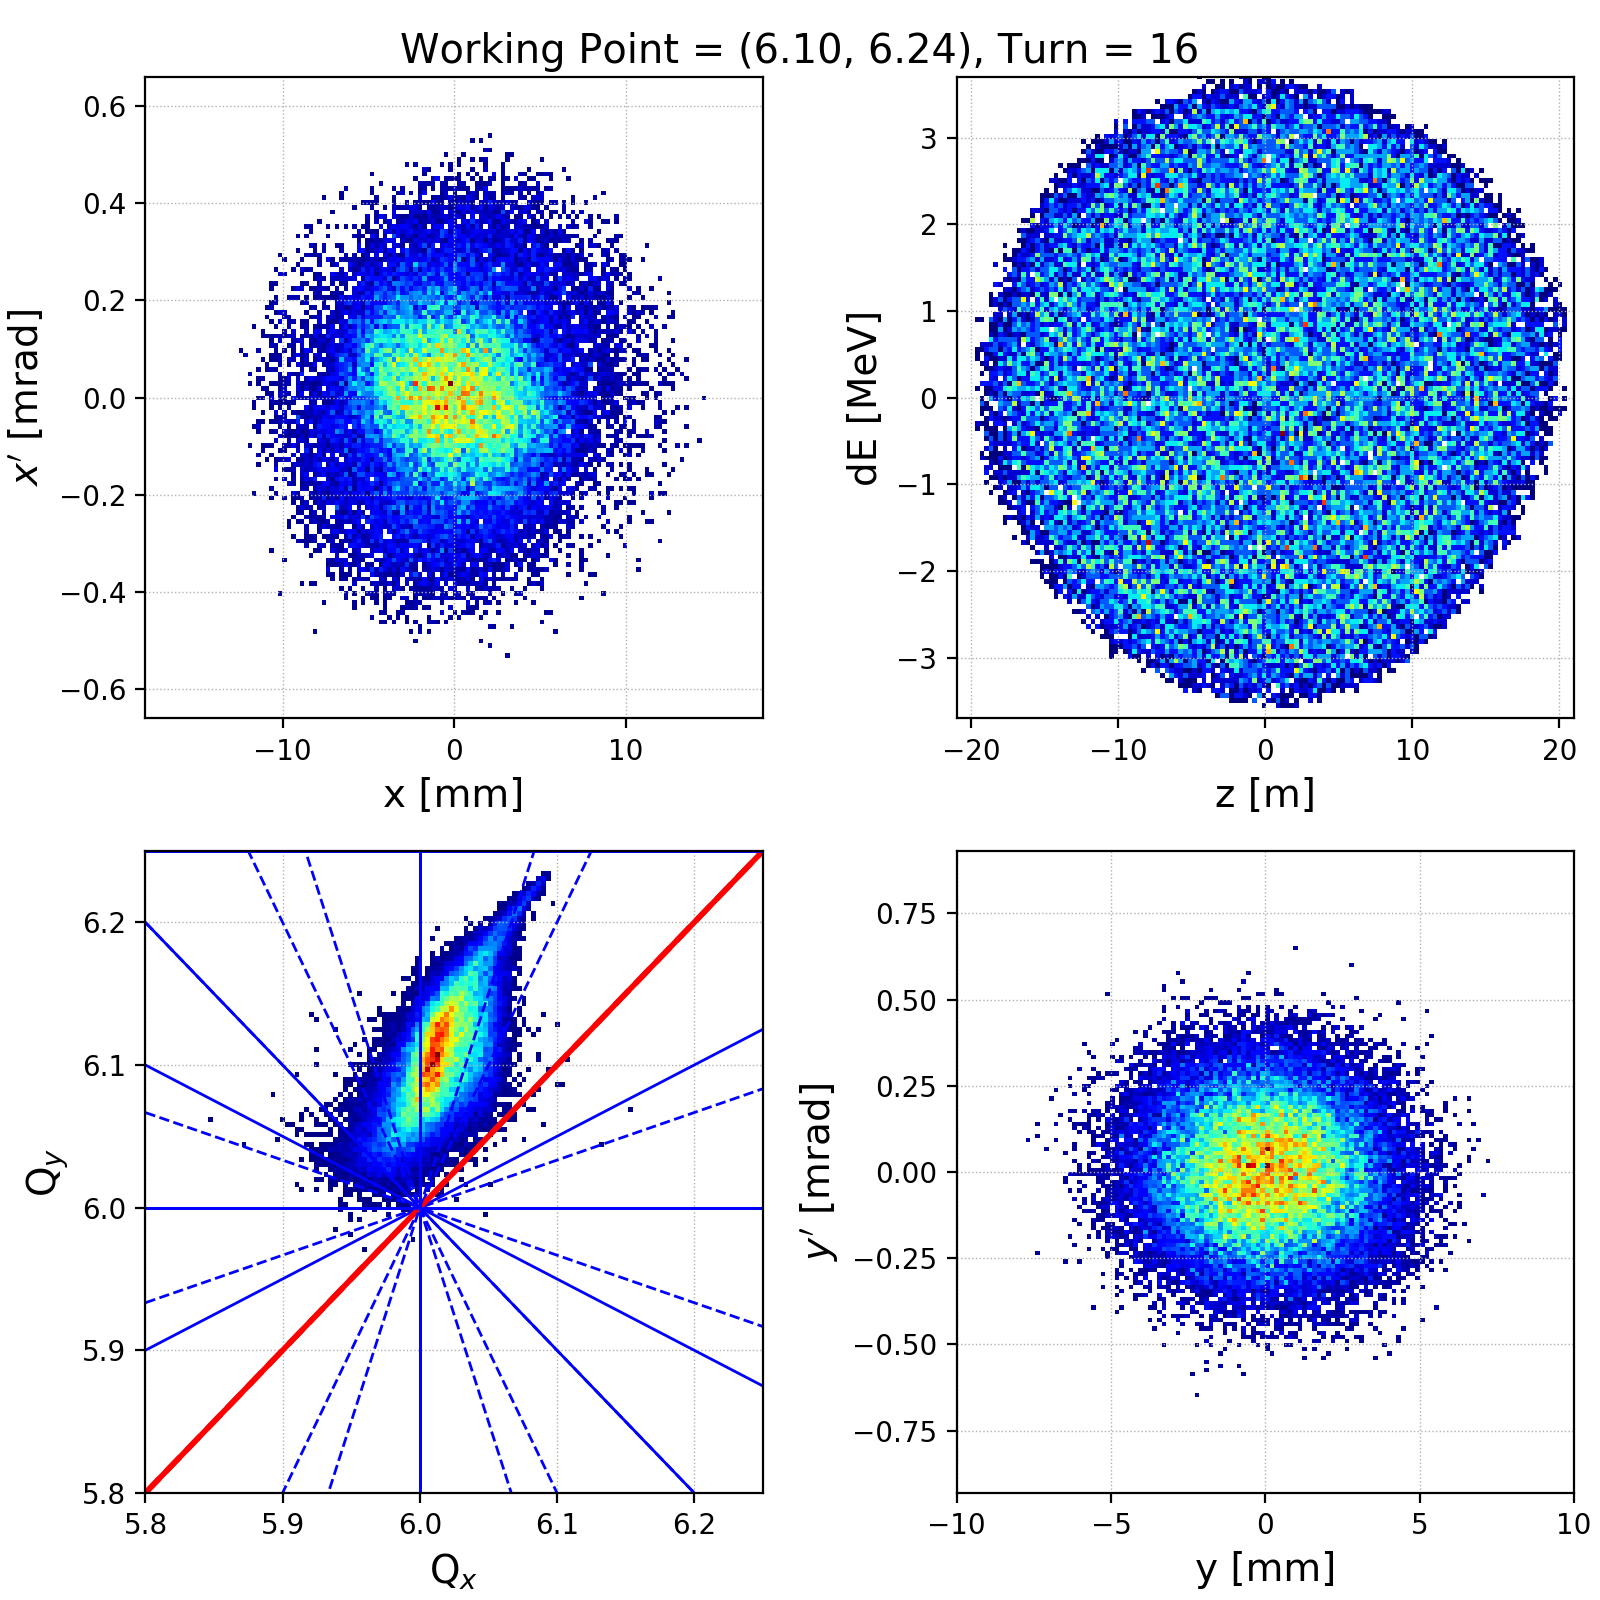 Working Point = (6.10, 6.24), Turn = 16
0.6
0.4
0.2
0.0
−0.2
−0.4
−0.6
x′ [mrad]
−10 0 10
x [mm]
3
2
1
0
−1
−2
−3
dE [MeV]
−20 −10 0 10 20
z [m]
6.2
6.1
6.0
5.9
5.8
Qy
5.8 5.9 6.0 6.1 6.2
Qx
0.75
0.50
0.25
0.00
−0.25
−0.50
−0.75
y′ [mrad]
−10 −5 0 5 10
y [mm]